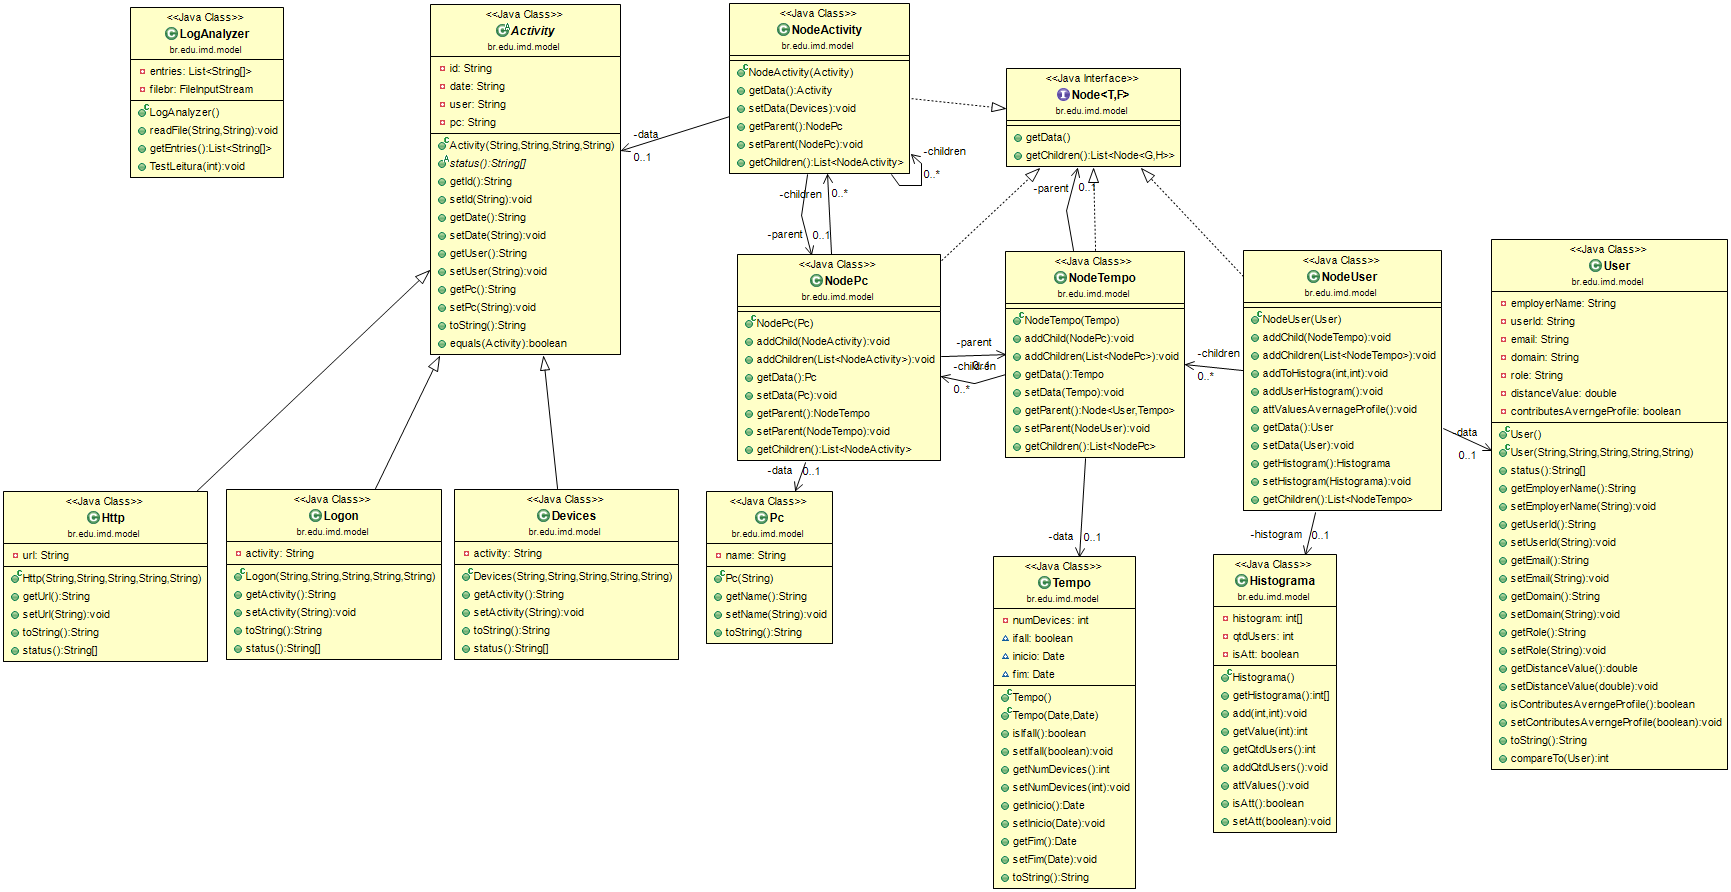 <<Java Class>>
LogAnalyzer
br.edu.imd.model
entries: List<String[]>
filebr: FileInputStream
LogAnalyzer()
readFile(String,String):void
getEntries():List<String[]>
TestLeitura(int):void
<<Java Class>>
Activity
br.edu.imd.model
id: String
date: String
user: String
pc: String
Activity(String,String,String,String)
status():String[]
getId():String
setId(String):void
getDate():String
setDate(String):void
getUser():String
setUser(String):void
getPc():String
setPc(String):void
toString():String
equals(Activity):boolean
<<Java Class>>
NodeActivity
br.edu.imd.model
NodeActivity(Activity)
getData():Activity
setData(Devices):void
getParent():NodePc
setParent(NodePc):void
getChildren():List<NodeActivity>
-data
0..1
-children
0..*
<<Java Interface>>
Node<T,F>
br.edu.imd.model
getData()
getChildren():List<Node<G,H>>
-children
0..*
-parent
0..1
-parent
0..1
<<Java Class>>
NodePc
br.edu.imd.model
NodePc(Pc)
addChild(NodeActivity):void
addChildren(List<NodeActivity>):void
getData():Pc
setData(Pc):void
getParent():NodeTempo
setParent(NodeTempo):void
getChildren():List<NodeActivity>
-parent
0..1
-children
0..*
<<Java Class>>
NodeTempo
br.edu.imd.model
NodeTempo(Tempo)
addChild(NodePc):void
addChildren(List<NodePc>):void
getData():Tempo
setData(Tempo):void
getParent():Node<User,Tempo>
setParent(NodeUser):void
getChildren():List<NodePc>
-children
0..*
<<Java Class>>
NodeUser
br.edu.imd.model
NodeUser(User)
addChild(NodeTempo):void
addChildren(List<NodeTempo>):void
addToHistogra(int,int):void
addUserHistogram():void
attValuesAvernageProfile():void
getData():User
setData(User):void
getHistogram():Histograma
setHistogram(Histograma):void
getChildren():List<NodeTempo>
-data
0..1
<<Java Class>>
User
br.edu.imd.model
employerName: String
userId: String
email: String
domain: String
role: String
distanceValue: double
contributesAverngeProfile: boolean
User()
User(String,String,String,String,String)
status():String[]
getEmployerName():String
setEmployerName(String):void
getUserId():String
setUserId(String):void
getEmail():String
setEmail(String):void
getDomain():String
setDomain(String):void
getRole():String
setRole(String):void
getDistanceValue():double
setDistanceValue(double):void
isContributesAverngeProfile():boolean
setContributesAverngeProfile(boolean):void
toString():String
compareTo(User):int
<<Java Class>>
Http
br.edu.imd.model
url: String
Http(String,String,String,String,String)
getUrl():String
setUrl(String):void
toString():String
status():String[]
<<Java Class>>
Logon
br.edu.imd.model
activity: String
Logon(String,String,String,String,String)
getActivity():String
setActivity(String):void
toString():String
status():String[]
<<Java Class>>
Devices
br.edu.imd.model
activity: String
Devices(String,String,String,String,String)
getActivity():String
setActivity(String):void
toString():String
status():String[]
-data
0..1
<<Java Class>>
Pc
br.edu.imd.model
name: String
Pc(String)
getName():String
setName(String):void
toString():String
-data
0..1
<<Java Class>>
Tempo
br.edu.imd.model
numDevices: int
ifall: boolean
inicio: Date
fim: Date
Tempo()
Tempo(Date,Date)
isIfall():boolean
setIfall(boolean):void
getNumDevices():int
setNumDevices(int):void
getInicio():Date
setInicio(Date):void
getFim():Date
setFim(Date):void
toString():String
-histogram
0..1
<<Java Class>>
Histograma
br.edu.imd.model
histogram: int[]
qtdUsers: int
isAtt: boolean
Histograma()
getHistograma():int[]
add(int,int):void
getValue(int):int
getQtdUsers():int
addQtdUsers():void
attValues():void
isAtt():boolean
setAtt(boolean):void